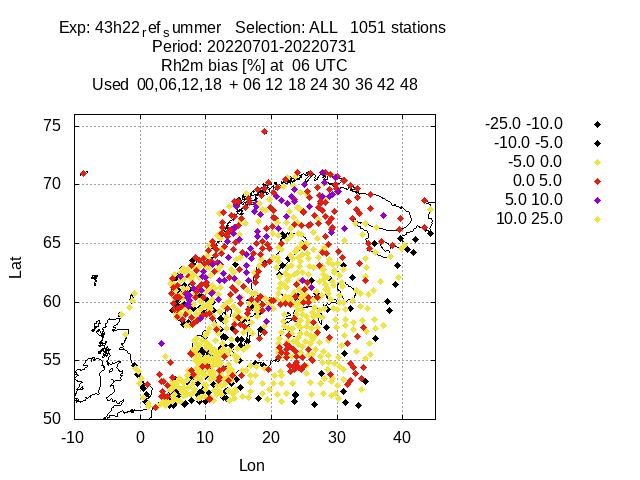 Exp: 43h22refsummer Selection: ALL 1051 stations
Period: 20220701-20220731
Rh2m bias [%] at 06 UTC
Used 00,06,12,18 + 06 12 18 24 30 36 42 48
-25.0 -10.0
-10.0 -5.0
-5.0 0.0
0.0 5.0
5.0 10.0
10.0 25.0
75
70
65
60
55
50
Lat
-10 0 10 20 30 40
Lon